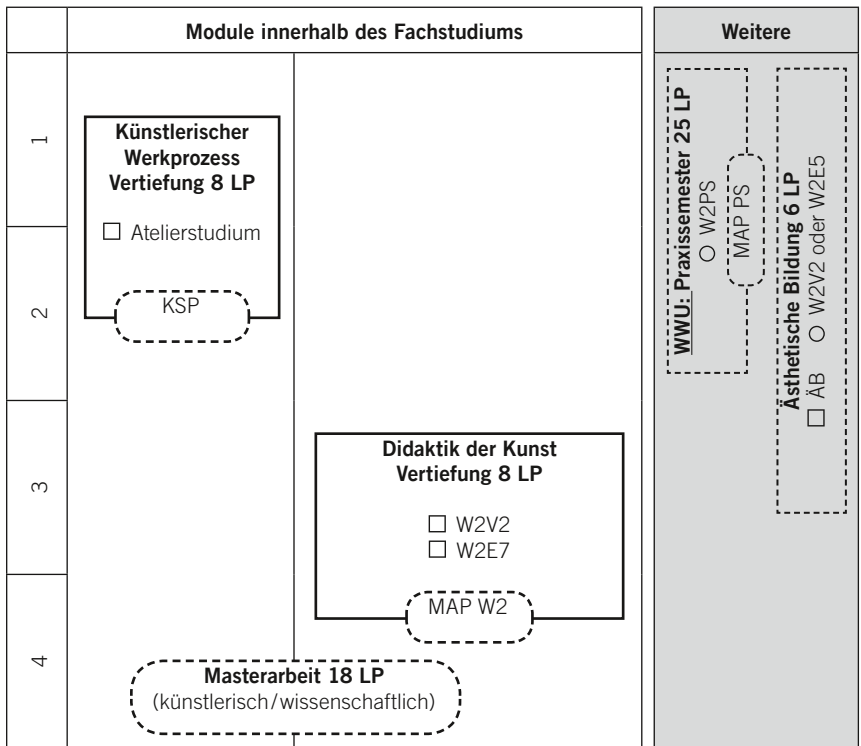 Module innerhalb des Fachstudiums
Weitere
1
2
3
4
Künstlerischer
Werkprozess
Vertiefung 8 LP
Atelierstudium
KSP
Didaktik der Kunst
Vertiefung 8 LP
W2V2
W2E7
MAP W2
Masterarbeit 18 LP
(künstlerisch/wissenschaftlich)
WWU: Praxissemester 25 LP
W2PS
MAP PS
Ästhetische Bildung 6 LP
ÄB W2V2 oder W2E5